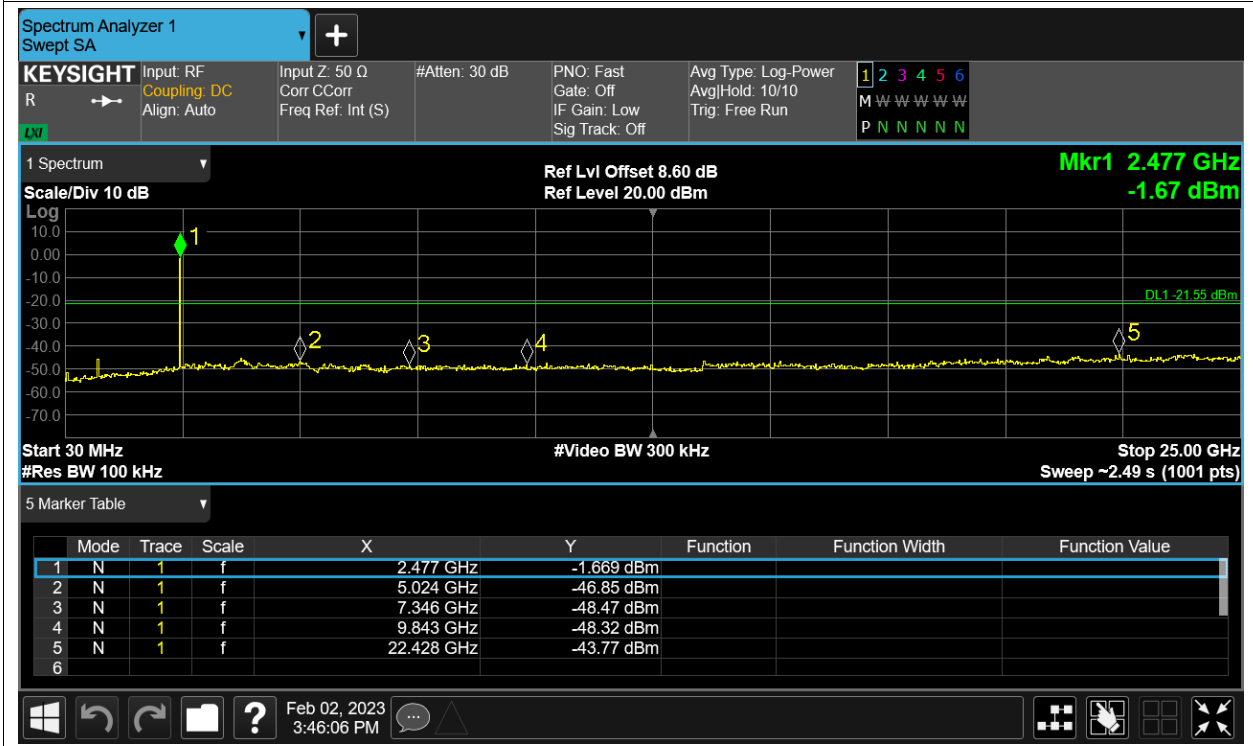 Spectrum Analyzer 1
Swept SA
KEYSIGHT
R
LXI
Input: RF
Coupling: DC
Align: Auto
Input Z: 50 Ω
Corr CCorr
Freq Ref: Int (S)
#Atten: 30 dB
PNO: Fast
Gate: Off
IF Gain: Low
Sig Track: Off
Avg Type: Log-Power
Avg|Hold: 10/10
Trig: Free Run
1 2 3 4 5 6
M W W W W W
P N N N N N
1 Spectrum
Scale/Div 10 dB
Ref Lvl Offset 8.60 dB
Ref Level 20.00 dBm
Mkr1 2.477 GHz
-1.67 dBm
Log
10.0
0.00
-10.0
-20.0
-30.0
-40.0
-50.0
-60.0
-70.0
1
2
3
4
5
DL1 -21.55 dBm
Start 30 MHz
#Res BW 100 kHz
#Video BW 300 kHz
Stop 25.00 GHz
Sweep ~2.49 s (1001 pts)
5 Marker Table
Mode Trace Scale X Y Function Function Width Function Value
1 N 1 f 2.477 GHz -1.669 dBm
2 N 1 f 5.024 GHz -46.85 dBm
3 N 1 f 7.346 GHz -48.47 dBm
4 N 1 f 9.843 GHz -48.32 dBm
5 N 1 f 22.428 GHz -43.77 dBm
6
?
Feb 02, 2023
3:46:06 PM